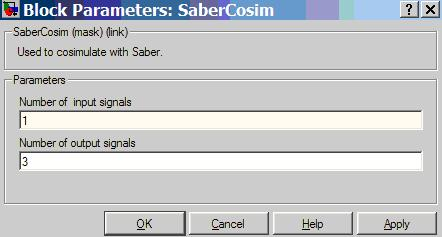 Block Parameters: SaberCosim
SaberCosim (mask) (link)
Used to cosimulate with Saber.
Parameters
Number of input signals
1
Number of output signals
3
OK Cancel Help Apply